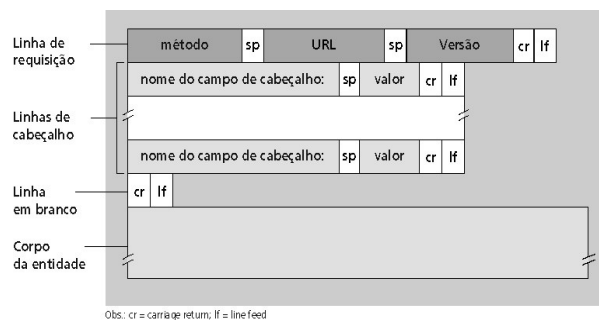 Linha de
requisição
método sp URL sp Versão cr lf
nome do campo de cabeçalho: sp valor cr lf
Linhas de
cabeçalho
nome do campo de cabeçalho: sp valor cr lf
Linha
em branco
cr lf
Corpo
da entidade
Obs.: cr = carriage return; lf = line feed